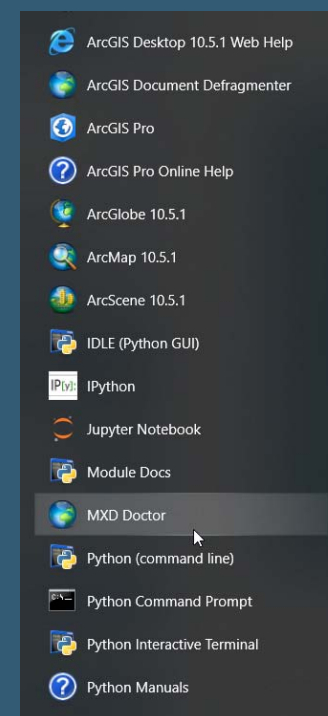 ArcGIS Desktop 10.5.1 Web Help
ArcGIS Document Defragmenter
ArcGIS Pro
ArcGIS Pro Online Help
ArcGlobe 10.5.1
ArcMap 10.5.1
ArcScene 10.5.1
IDLE (Python GUI)
IP[y]: IPython
Jupyter Notebook
Module Docs
MXD Doctor
Python (command line)
Python Command Prompt
Python Interactive Terminal
Python Manuals